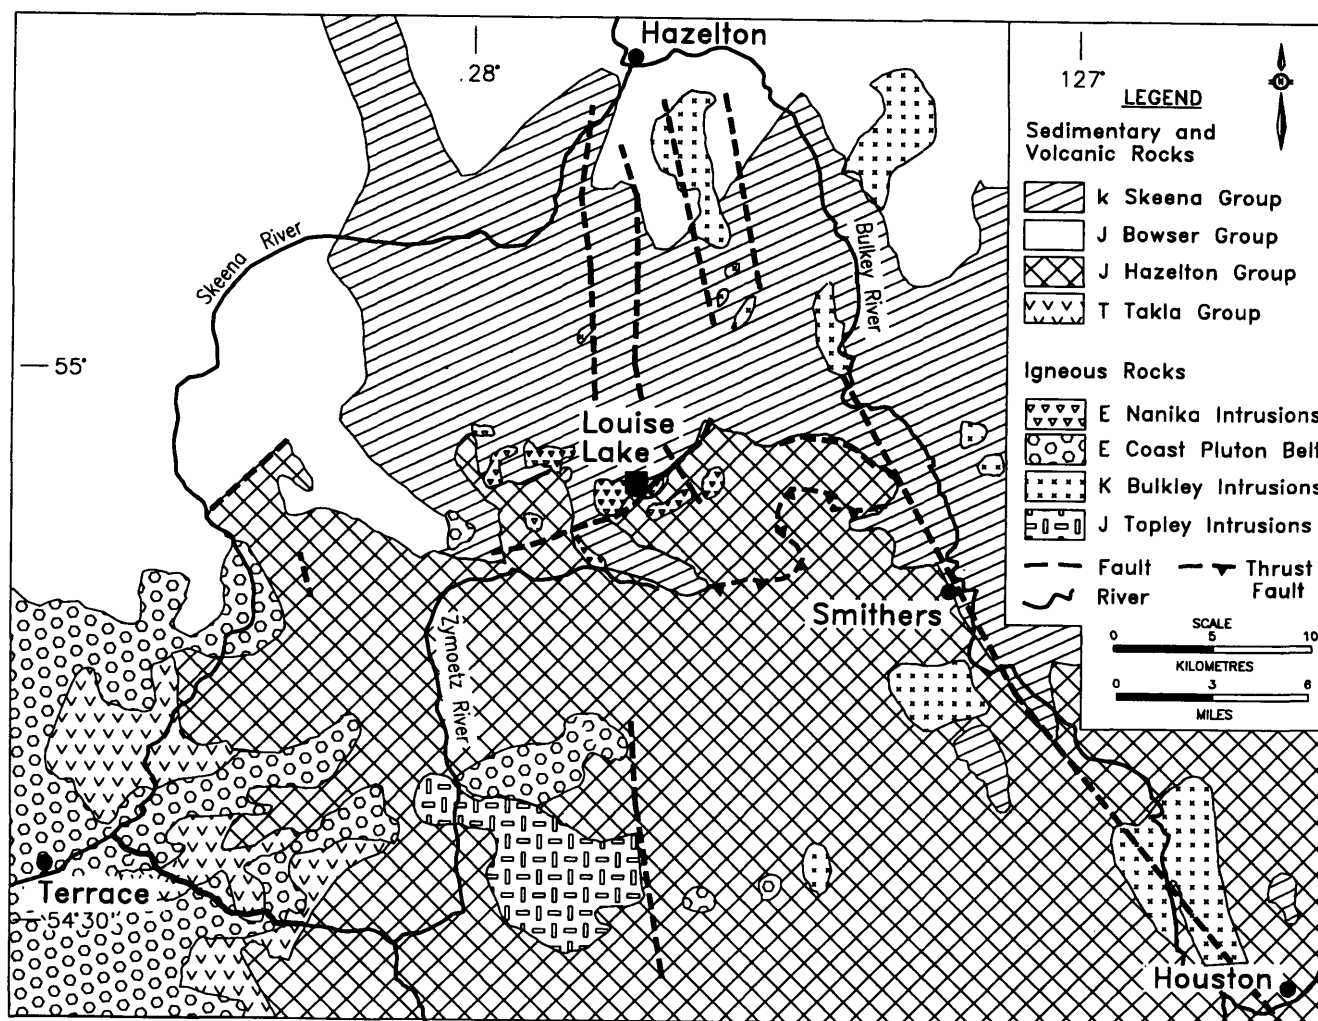 Hazelton
.28°
127°
LEGEND
Sedimentary and
Volcanic Rocks
k Skeena Group
J Bowser Group
J Hazelton Group
T Takla Group
Igneous Rocks
E Nanika Intrusions
E Coast Pluton Belt
K Bulkley Intrusions
J Topley Intrusions
Fault
Thrust
Fault
River
SCALE
0 5 10
KILOMETRES
0 3 6
MILES
N
Skeena River
Bulkey River
55°
Louise
Lake
Smithers
Zymoetz River
Terrace
54°30'
Houston